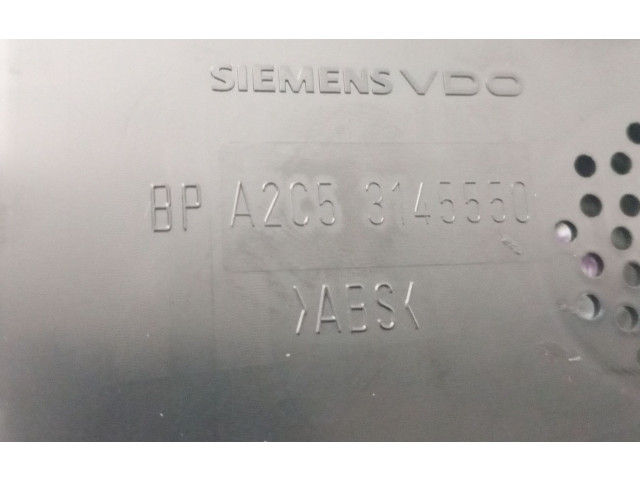 SIEMENS VDO
BP A2C5 3145550
>ABS<